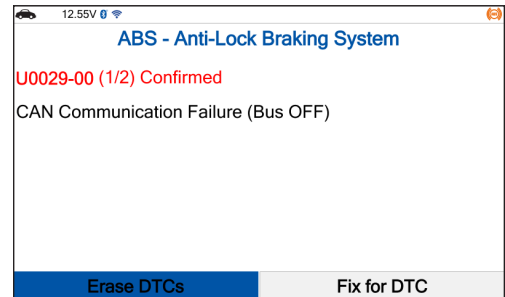 12.55V
ABS - Anti-Lock Braking System
U0029-00 (1/2) Confirmed
CAN Communication Failure (Bus OFF)
Erase DTCs
Fix for DTC